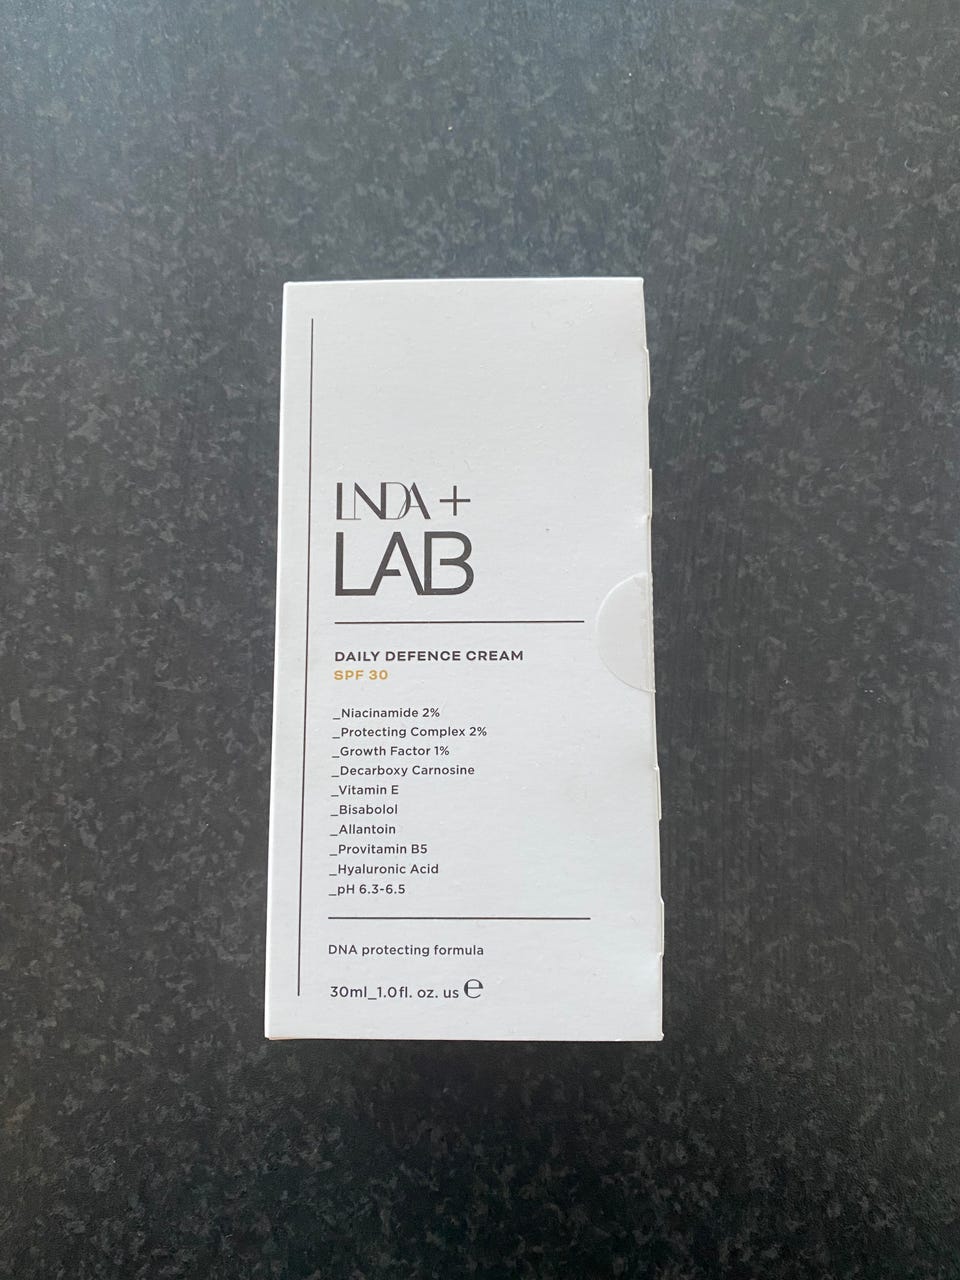 LNDA +
LAB
DAILY DEFENCE CREAM
SPF 30
_Niacinamide 2%
_Protecting Complex 2%
_Growth Factor 1%
_Decarboxy Carnosine
_Vitamin E
_Bisabolol
_Allantoin
_Provitamin B5
_Hyaluronic Acid
_pH 6.3-6.5
DNA protecting formula
30ml_1.0fl. oz. us ℮